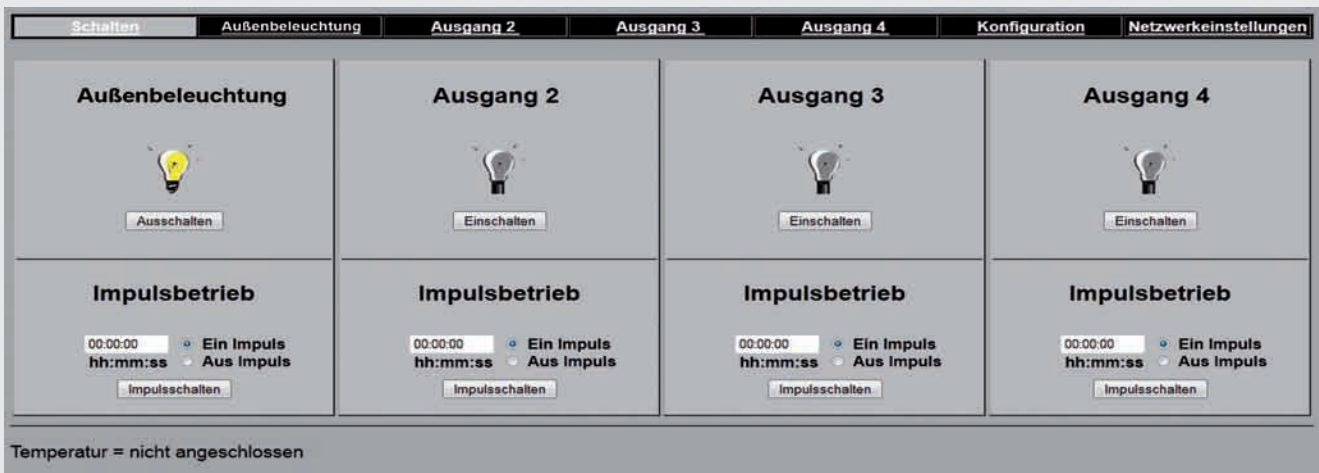 Schalten Außenbeleuchtung Ausgang 2 Ausgang 3 Ausgang 4 Konfiguration Netzwerkeinstellungen
Außenbeleuchtung
Ausschalten
Impulsbetrieb
00:00:00 Ein Impuls
hh:mm:ss Aus Impuls
Impulsschalten
Ausgang 2
Einschalten
Impulsbetrieb
00:00:00 Ein Impuls
hh:mm:ss Aus Impuls
Impulsschalten
Ausgang 3
Einschalten
Impulsbetrieb
00:00:00 Ein Impuls
hh:mm:ss Aus Impuls
Impulsschalten
Ausgang 4
Einschalten
Impulsbetrieb
00:00:00 Ein Impuls
hh:mm:ss Aus Impuls
Impulsschalten
Temperatur = nicht angeschlossen